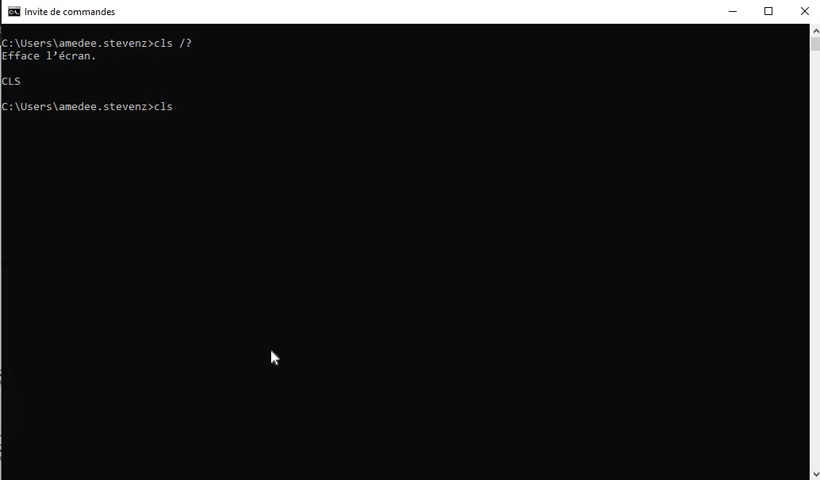 Invite de commandes
C:\Users\amedee.stevenz>cls /?
Efface l'écran.
CLS
C:\Users\amedee.stevenz>cls